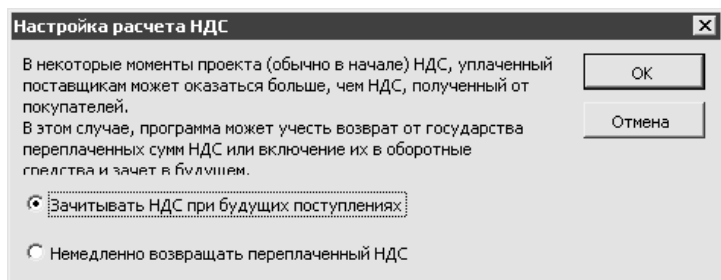 Настройка расчета НДС
В некоторые моменты проекта (обычно в начале) НДС, уплаченный
поставщикам может оказаться больше, чем НДС, полученный от
покупателей.
В этом случае, программа может учесть возврат от государства
переплаченных сумм НДС или включение их в оборотные
средства и зачет в будущем.
OK
Отмена
Зачитывать НДС при будущих поступлениях
Немедленно возвращать переплаченный НДС